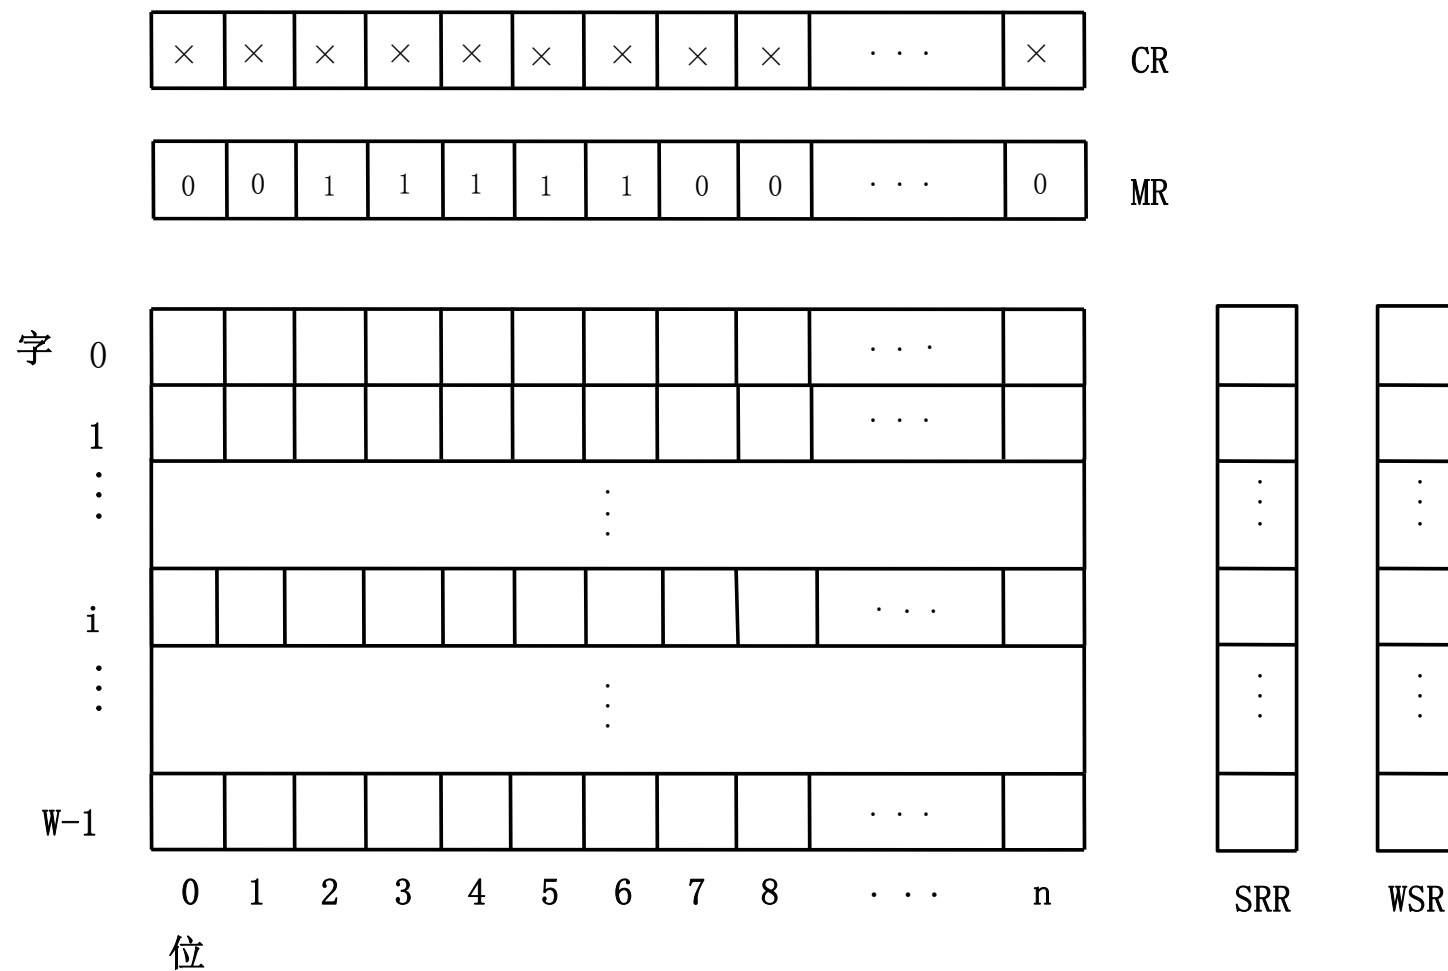 × × × × × × × × × · · · × CR
0 0 1 1 1 1 1 0 0 · · · 0 MR
字 0 · · ·
1 · · ·
⋮ ⋮ ⋮ ⋮
i · · ·
⋮ ⋮ ⋮ ⋮
W-1 · · ·
0 1 2 3 4 5 6 7 8 · · · n SRR WSR
位